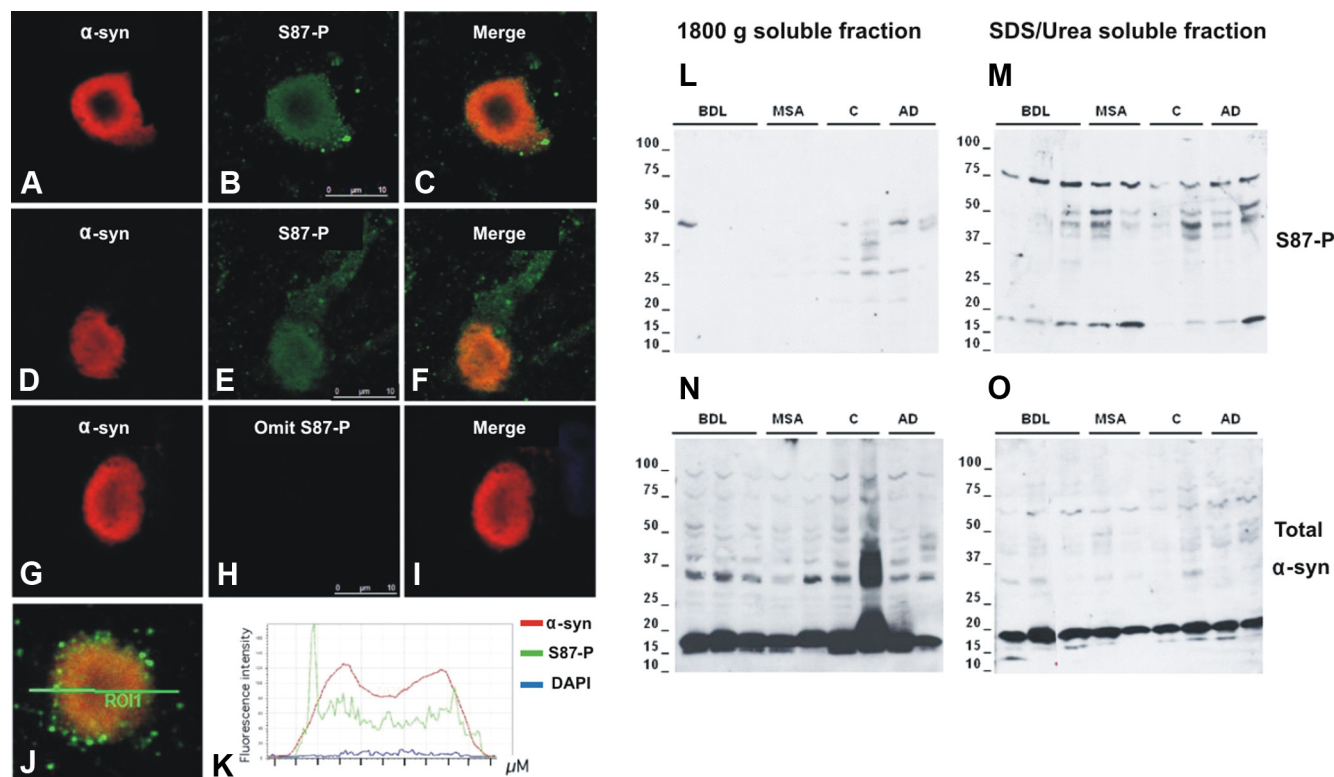 α-syn
S87-P
Merge
A
B
0 µm 10
C
α-syn
S87-P
Merge
D
E
0 µm 10
F
α-syn
Omit S87-P
Merge
G
H
0 µm 10
I
J
ROI1
K
Fluorescence intensity
α-syn
S87-P
DAPI
µM
1800 g soluble fraction
SDS/Urea soluble fraction
L
BDL MSA C AD
100
75
50
37
25
20
15
10
M
BDL MSA C AD
100
75
50
37
25
20
15
10
S87-P
N
BDL MSA C AD
100
75
50
37
25
20
15
10
O
BDL MSA C AD
100
75
50
37
25
20
15
10
Total
α-syn